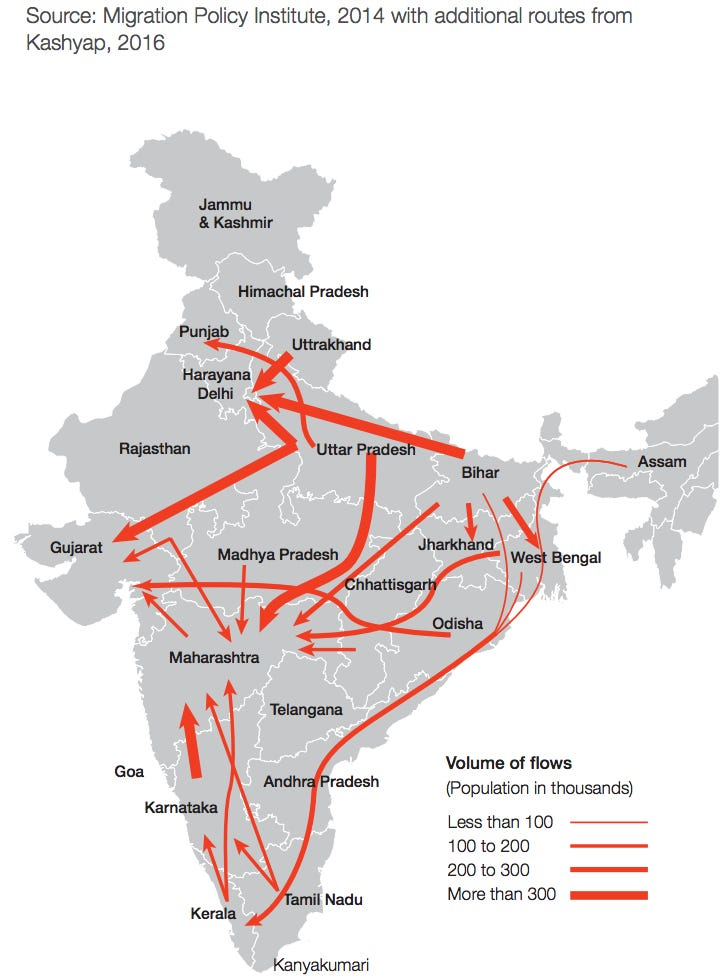 Source: Migration Policy Institute, 2014 with additional routes from
Kashyap, 2016
Jammu
& Kashmir
Himachal Pradesh
Punjab
Uttrakhand
Harayana
Delhi
Rajasthan
Uttar Pradesh
Bihar
Assam
Gujarat
Madhya Pradesh
Jharkhand
West Bengal
Chhattisgarh
Odisha
Maharashtra
Telangana
Goa
Andhra Pradesh
Karnataka
Kerala
Tamil Nadu
Kanyakumari
Volume of flows
(Population in thousands)
Less than 100
100 to 200
200 to 300
More than 300